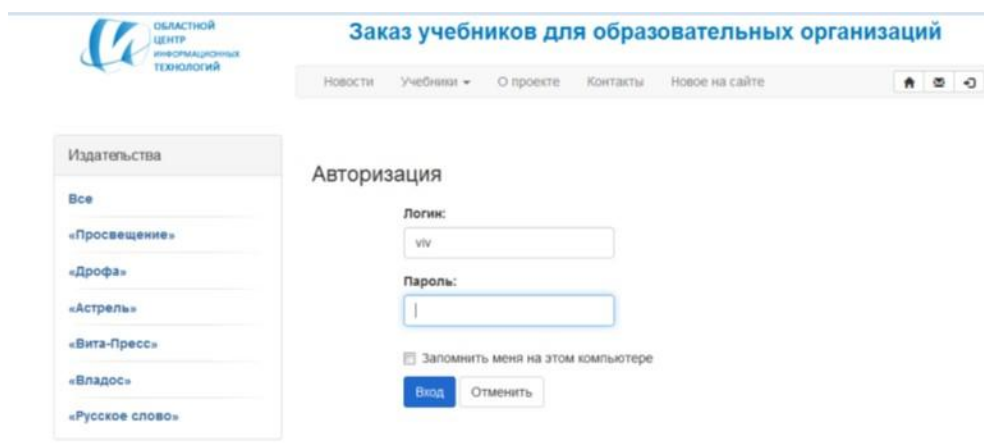 ОБЛАСТНОЙ
ЦЕНТР
ИНФОРМАЦИОННЫХ
ТЕХНОЛОГИЙ
Заказ учебников для образовательных организаций
Новости Учебники О проекте Контакты Новое на сайте
Издательства
Все
«Просвещение»
«Дрофа»
«Астрель»
«Вита-Пресс»
«Владос»
«Русское слово»
Авторизация
Логин:
viv
Пароль:
Запомнить меня на этом компьютере
Вход Отменить